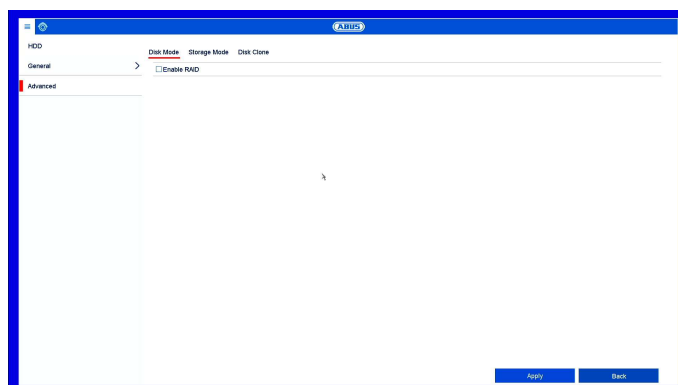 ABUS
HDD
Disk Mode Storage Mode Disk Clone
General
Enable RAID
Advanced
Apply Back